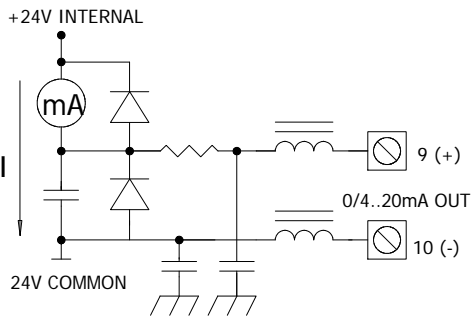 +24V INTERNAL
mA
I
9 (+)
0/4..20mA OUT
10 (-)
24V COMMON